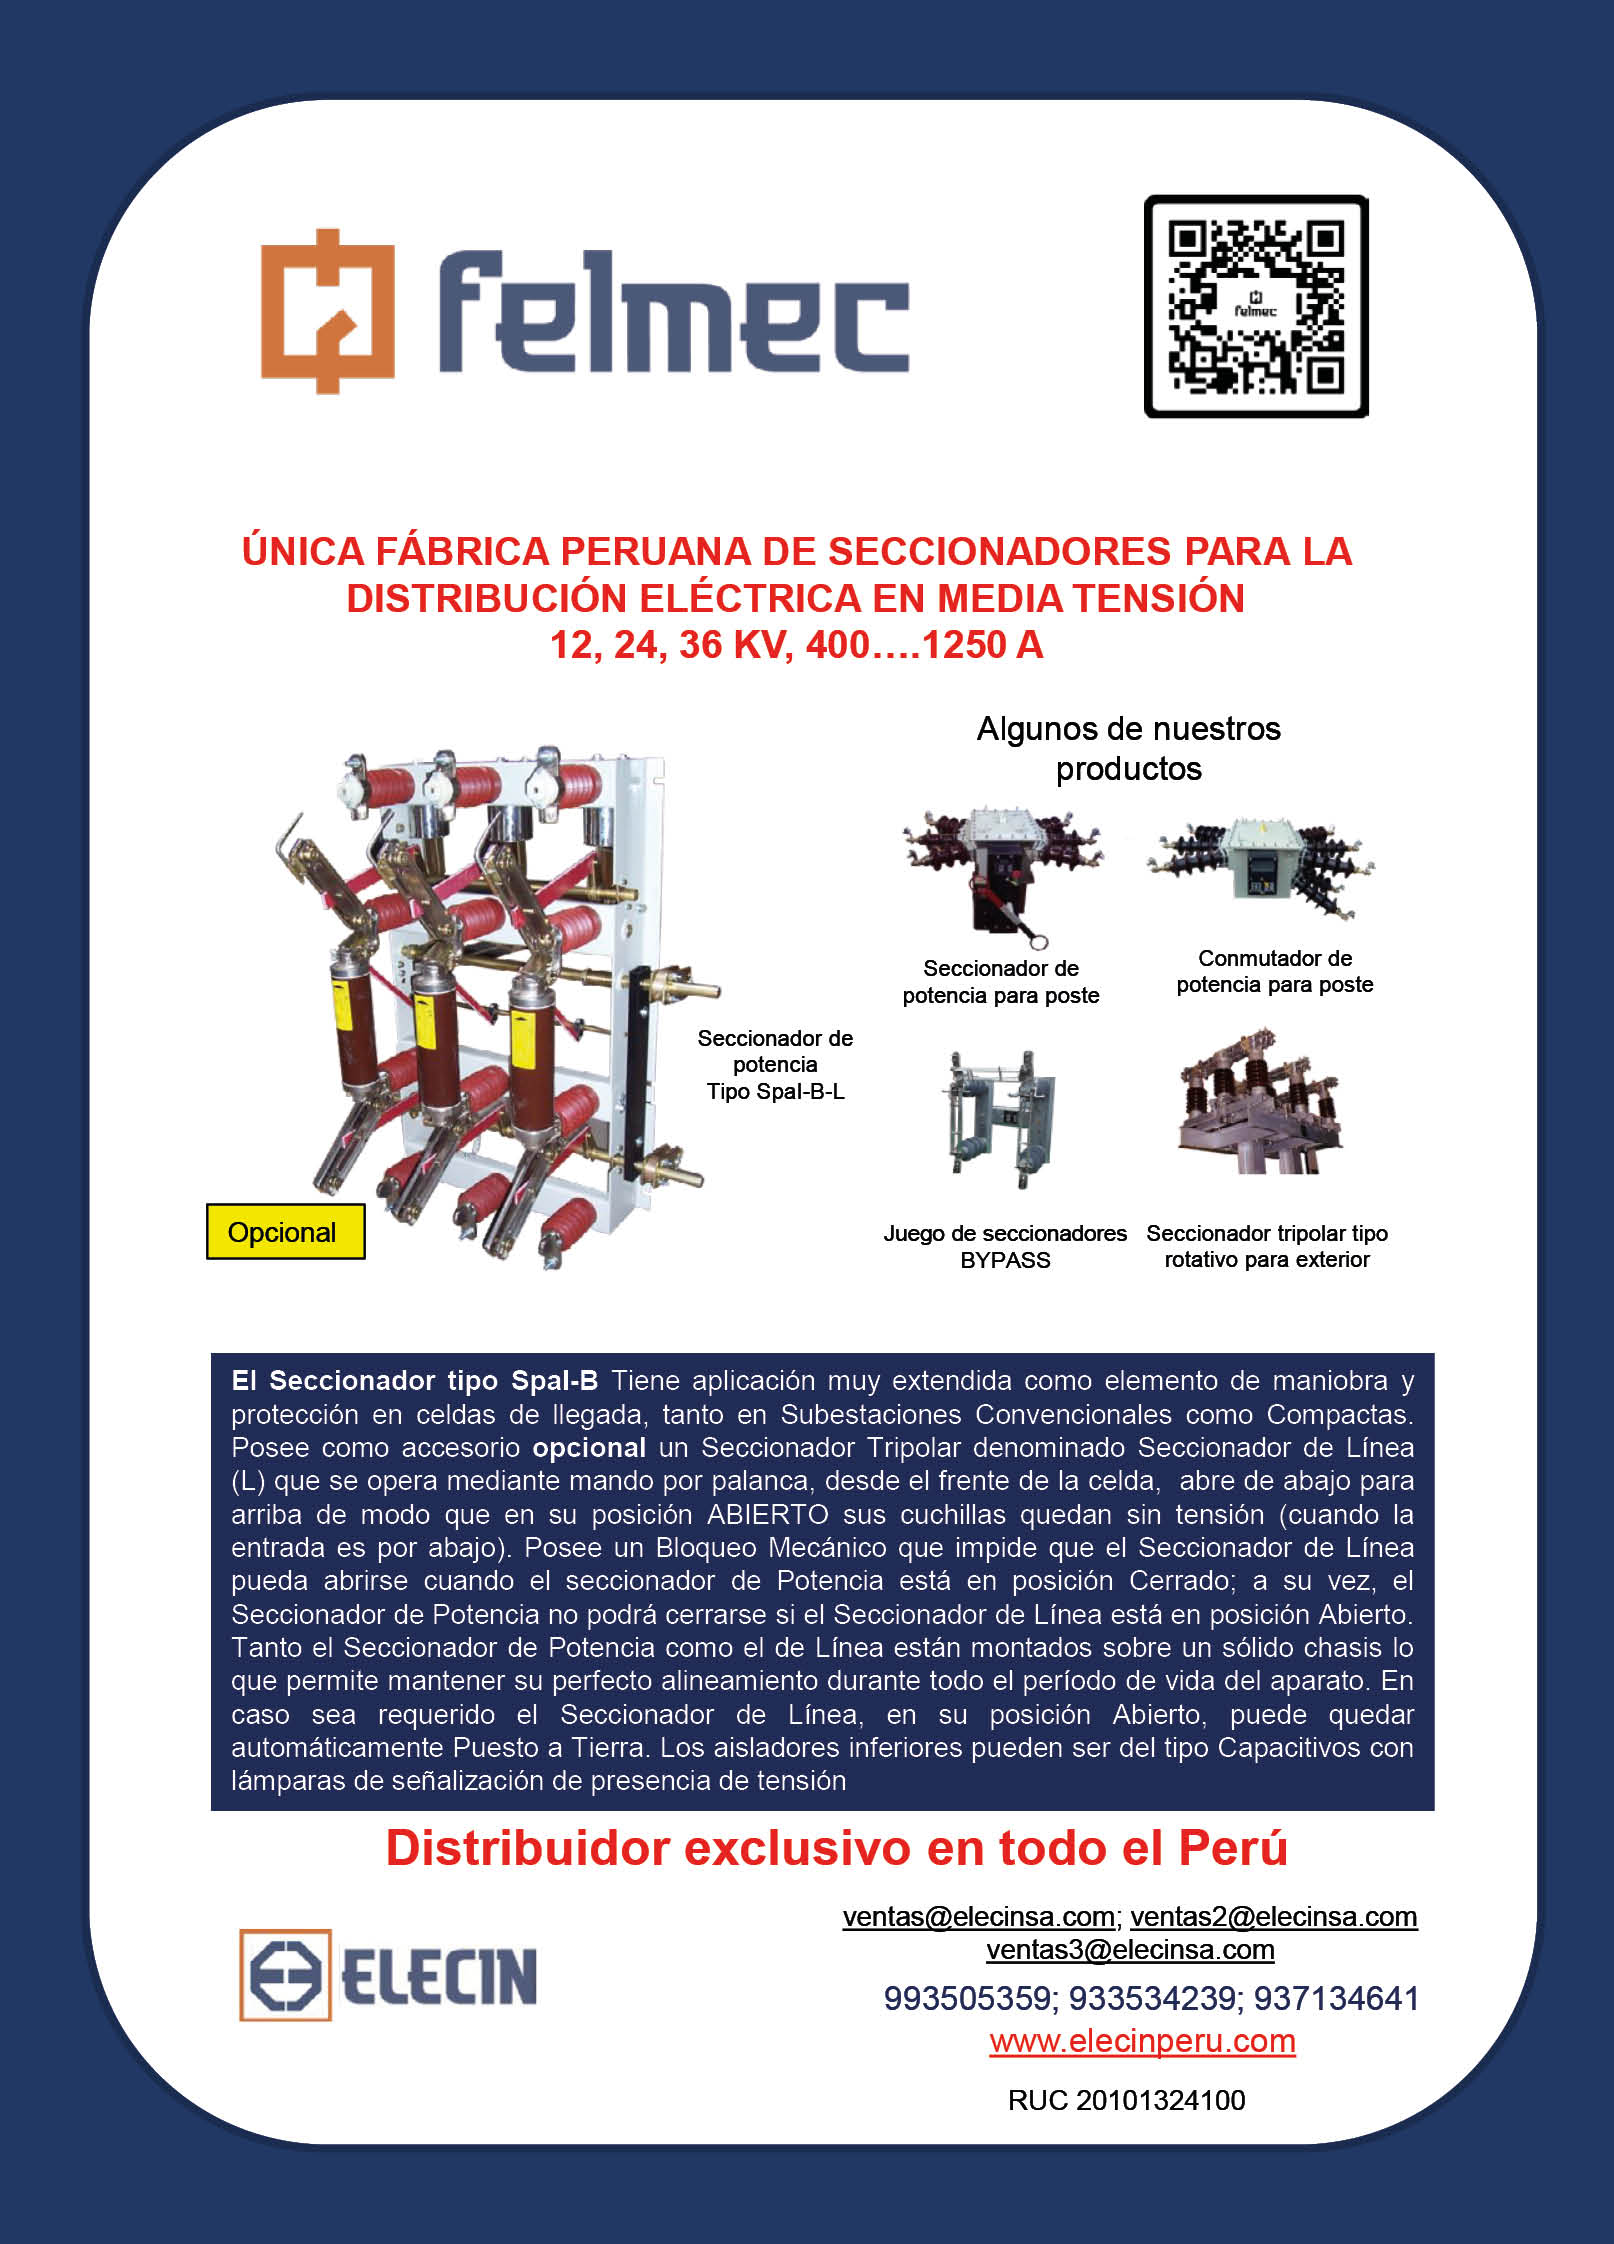 felmec
felmec
ÚNICA FÁBRICA PERUANA DE SECCIONADORES PARA LA
DISTRIBUCIÓN ELÉCTRICA EN MEDIA TENSIÓN
12, 24, 36 KV, 400....1250 A
Algunos de nuestros
productos
Seccionador de
potencia para poste
Conmutador de
potencia para poste
Seccionador de
potencia
Tipo Spal-B-L
Opcional
Juego de seccionadores
BYPASS
Seccionador tripolar tipo
rotativo para exterior
El Seccionador tipo Spal-B Tiene aplicación muy extendida como elemento de maniobra y
protección en celdas de llegada, tanto en Subestaciones Convencionales como Compactas.
Posee como accesorio opcional un Seccionador Tripolar denominado Seccionador de Línea
(L) que se opera mediante mando por palanca, desde el frente de la celda, abre de abajo para
arriba de modo que en su posición ABIERTO sus cuchillas quedan sin tensión (cuando la
entrada es por abajo). Posee un Bloqueo Mecánico que impide que el Seccionador de Línea
pueda abrirse cuando el seccionador de Potencia está en posición Cerrado; a su vez, el
Seccionador de Potencia no podrá cerrarse si el Seccionador de Línea está en posición Abierto.
Tanto el Seccionador de Potencia como el de Línea están montados sobre un sólido chasis lo
que permite mantener su perfecto alineamiento durante todo el período de vida del aparato. En
caso sea requerido el Seccionador de Línea, en su posición Abierto, puede quedar
automáticamente Puesto a Tierra. Los aisladores inferiores pueden ser del tipo Capacitivos con
lámparas de señalización de presencia de tensión
Distribuidor exclusivo en todo el Perú
ELECIN
ventas@elecinsa.com; ventas2@elecinsa.com
ventas3@elecinsa.com
993505359; 933534239; 937134641
www.elecinperu.com
RUC 20101324100